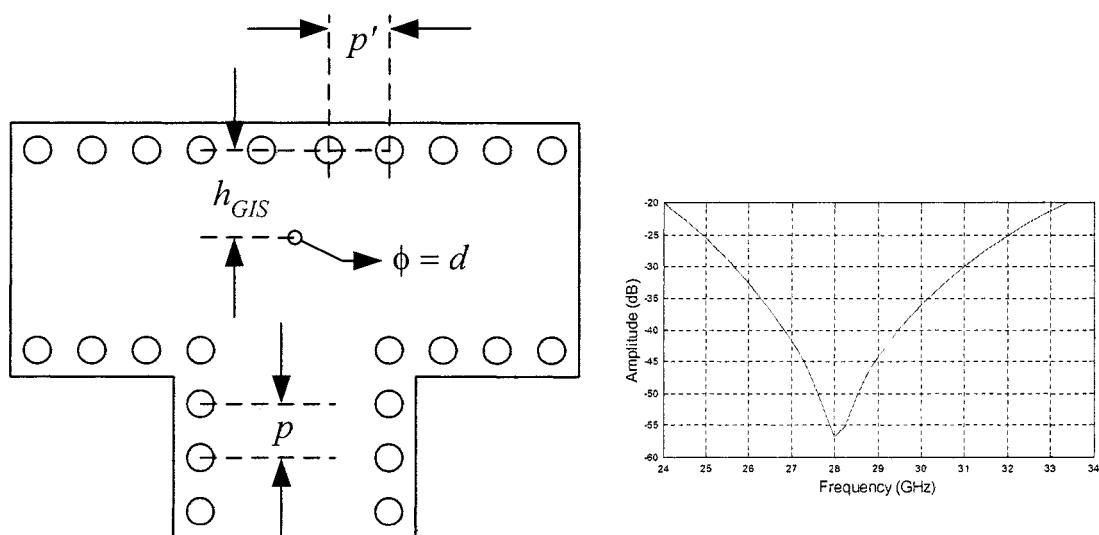 p'
h_GIS
ϕ = d
p
Amplitude (dB)
-20
-25
-30
-35
-40
-45
-50
-55
-60
24 25 26 27 28 29 30 31 32 33 34
Frequency (GHz)